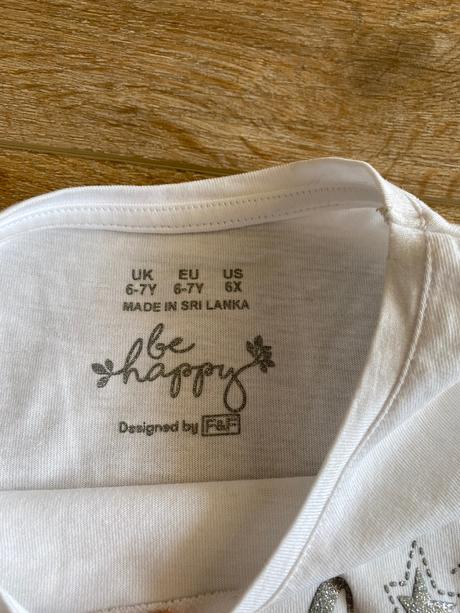 UK EU US
6-7Y 6-7Y 6X
MADE IN SRI LANKA
be
happy
Designed by F&F